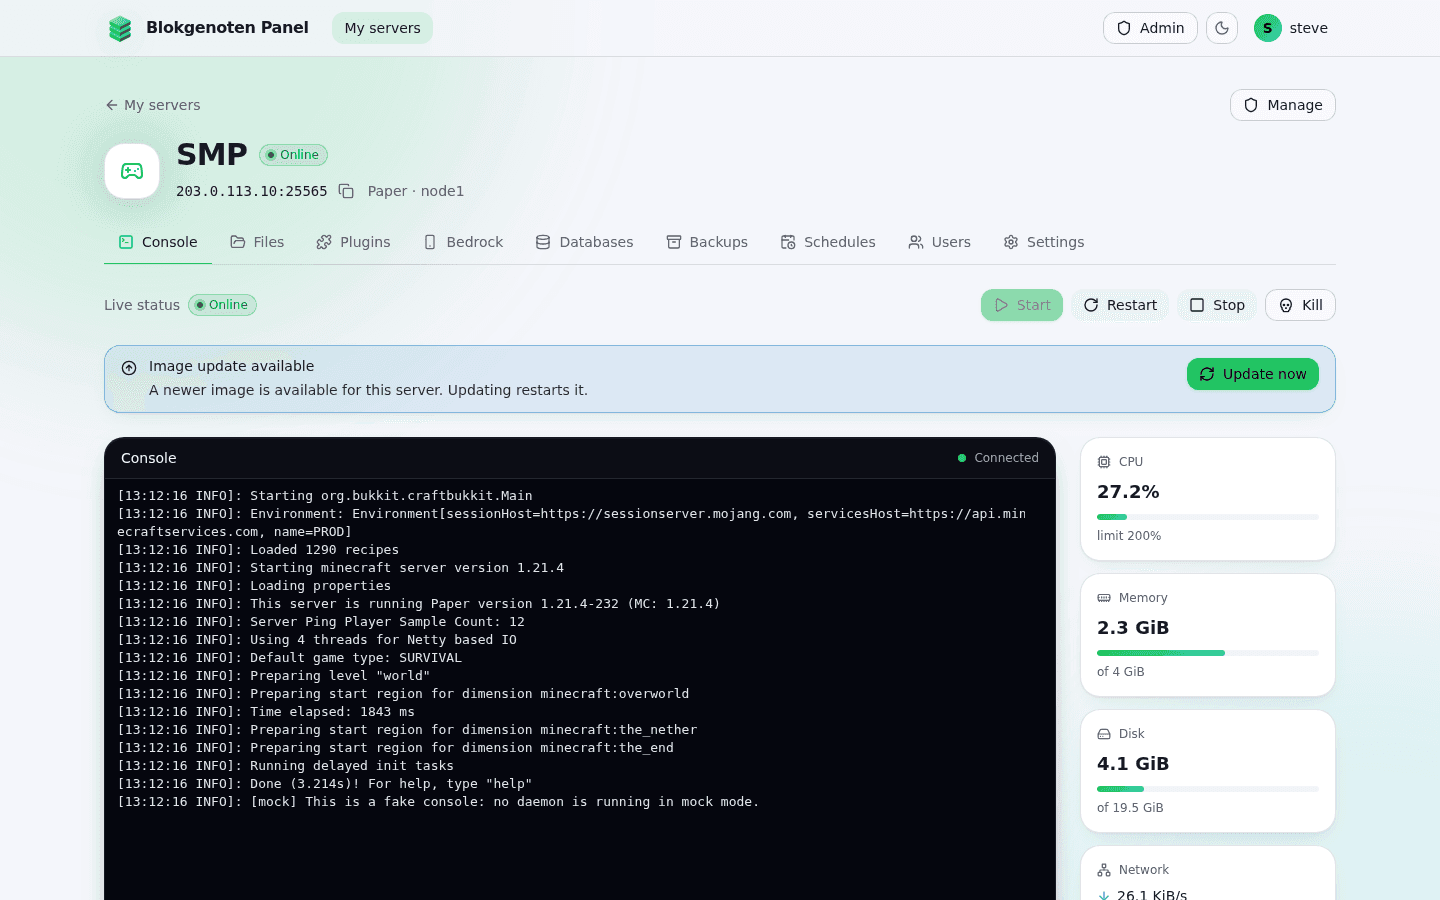 Blokgenoten Panel
My servers
Admin
S
steve
My servers
Manage
SMP
Online
203.0.113.10:25565
Paper · node1
Console
Files
Plugins
Bedrock
Databases
Backups
Schedules
Users
Settings
Live status
Online
Start
Restart
Stop
Kill
Image update available
A newer image is available for this server. Updating restarts it.
Update now
Console
Connected
[13:12:16 INFO]: Starting org.bukkit.craftbukkit.Main
[13:12:16 INFO]: Environment: Environment[sessionHost=https://sessionserver.mojang.com, servicesHost=https://api.min
ecraftservices.com, name=PROD]
[13:12:16 INFO]: Loaded 1290 recipes
[13:12:16 INFO]: Starting minecraft server version 1.21.4
[13:12:16 INFO]: Loading properties
[13:12:16 INFO]: This server is running Paper version 1.21.4-232 (MC: 1.21.4)
[13:12:16 INFO]: Server Ping Player Sample Count: 12
[13:12:16 INFO]: Using 4 threads for Netty based IO
[13:12:16 INFO]: Default game type: SURVIVAL
[13:12:16 INFO]: Preparing level "world"
[13:12:16 INFO]: Preparing start region for dimension minecraft:overworld
[13:12:16 INFO]: Time elapsed: 1843 ms
[13:12:16 INFO]: Preparing start region for dimension minecraft:the_nether
[13:12:16 INFO]: Preparing start region for dimension minecraft:the_end
[13:12:16 INFO]: Running delayed init tasks
[13:12:16 INFO]: Done (3.214s)! For help, type "help"
[13:12:16 INFO]: [mock] This is a fake console: no daemon is running in mock mode.
CPU
27.2%
limit 200%
Memory
2.3 GiB
of 4 GiB
Disk
4.1 GiB
of 19.5 GiB
Network
26.1 KiB/s